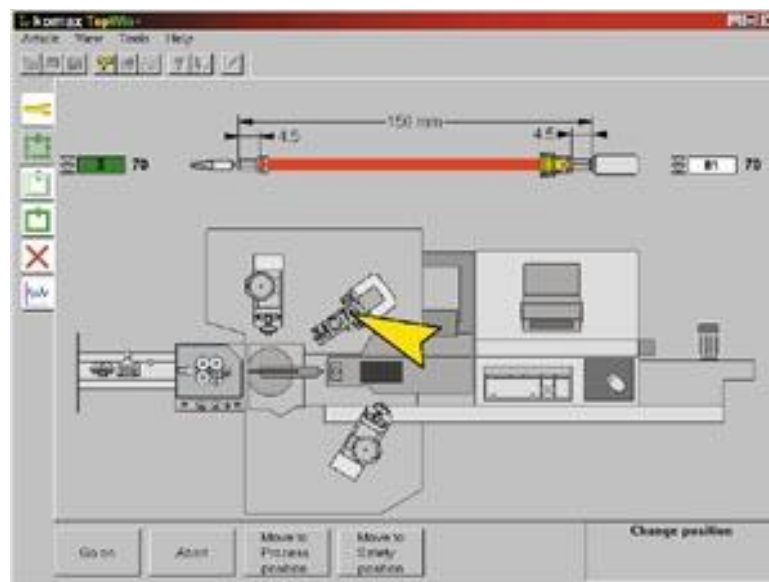 komax TopWin
Article View Tools Help
150 mm
4.5
4.5
70
70
Go on
Abort
Move to
Process
position
Move to
Safety
position
Change position